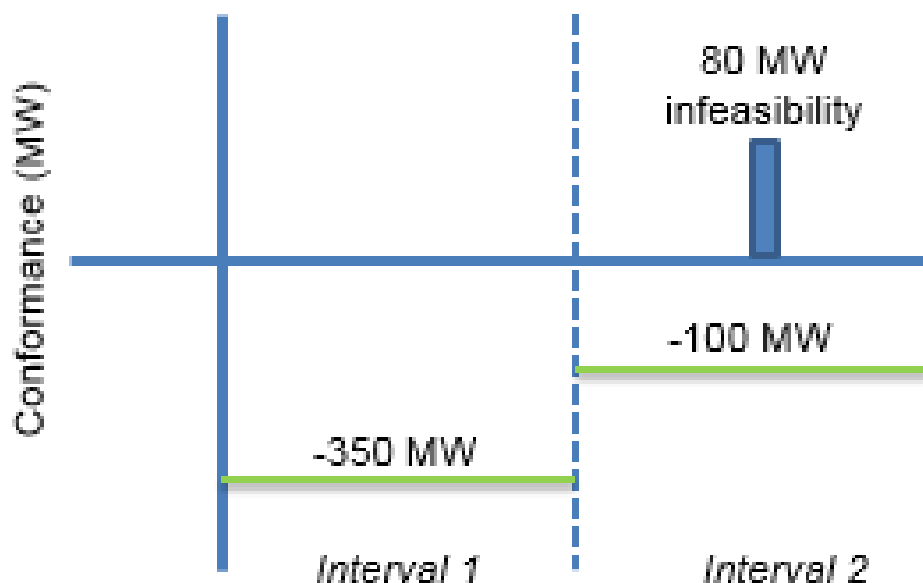 Conformance (MW)
80 MW
infeasibility
-100 MW
-350 MW
Interval 1
Interval 2